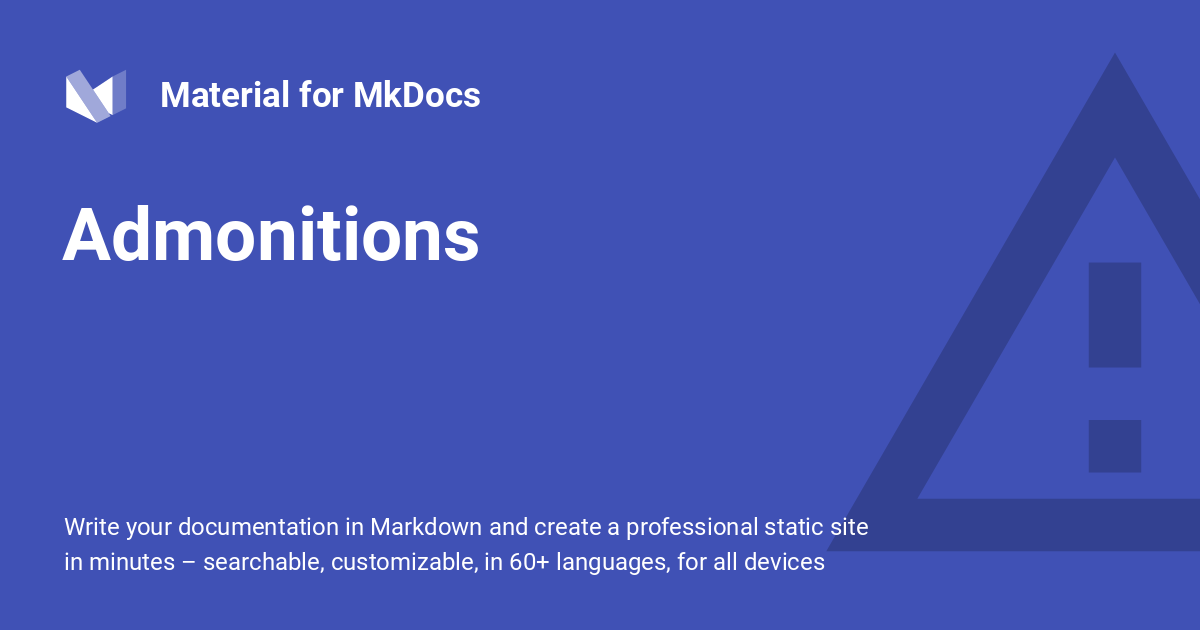 Material for MkDocs
Admonitions
Write your documentation in Markdown and create a professional static site
in minutes – searchable, customizable, in 60+ languages, for all devices